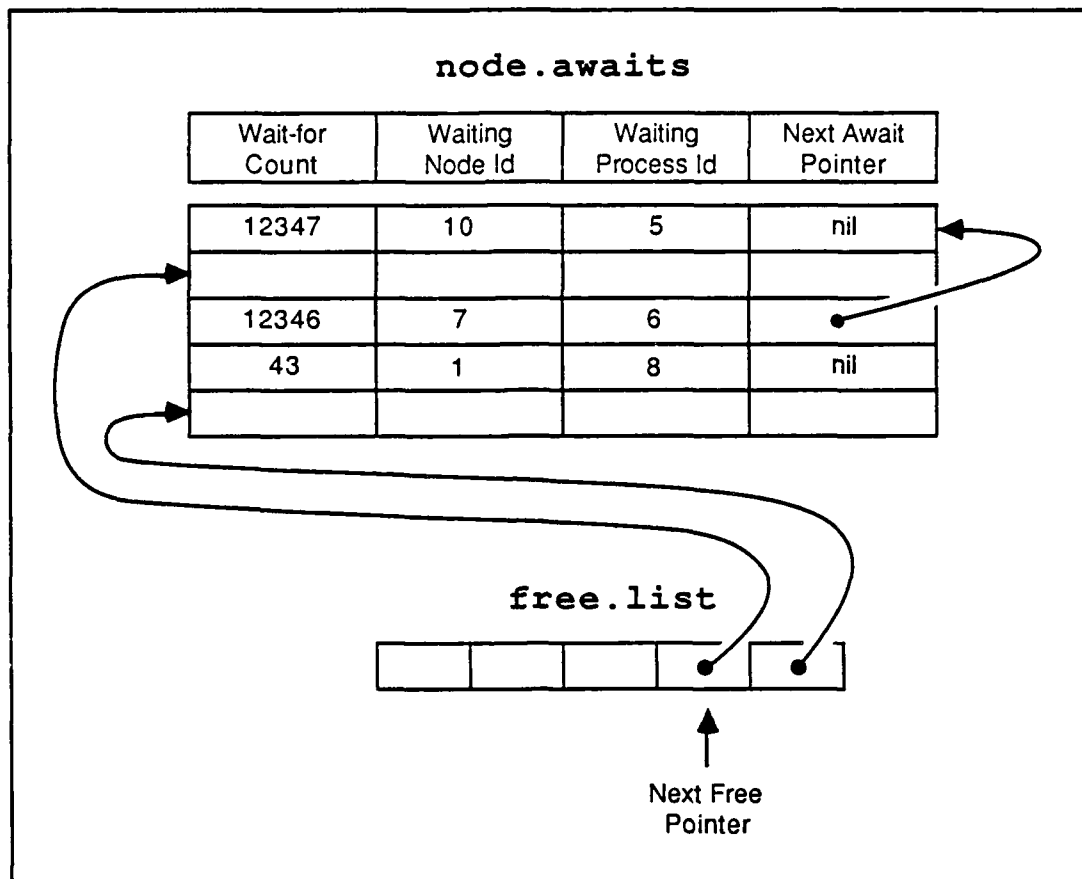 node.awaits
Wait-for Count Waiting Node Id Waiting Process Id Next Await Pointer
12347 10 5 nil
12346 7 6
43 1 8 nil
free.list
Next Free
Pointer